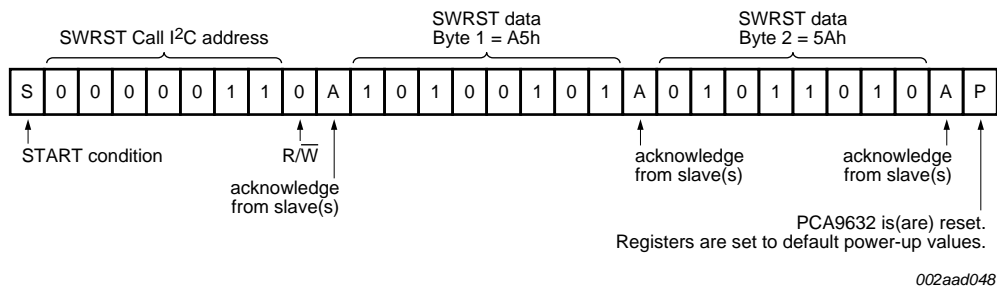 SWRST Call I2C address
SWRST data
Byte 1 = A5h
SWRST data
Byte 2 = 5Ah
S 0 0 0 0 0 1 1 0 A 1 0 1 0 0 1 0 1 A 0 1 0 1 1 0 1 0 A P
START condition
R/W̅
acknowledge
from slave(s)
acknowledge
from slave(s)
acknowledge
from slave(s)
PCA9632 is(are) reset.
Registers are set to default power-up values.
002aad048